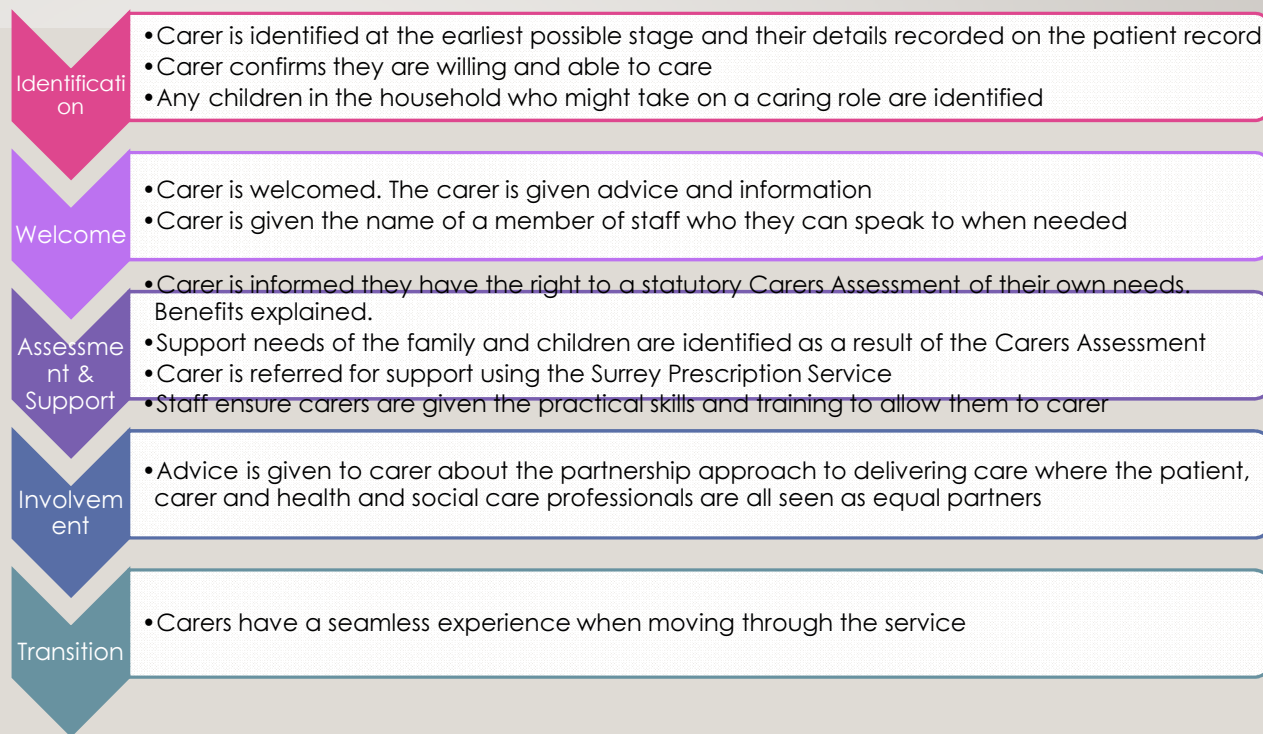 Identificati
on
•Carer is identified at the earliest possible stage and their details recorded on the patient record
•Carer confirms they are willing and able to care
•Any children in the household who might take on a caring role are identified
Welcome
•Carer is welcomed. The carer is given advice and information
•Carer is given the name of a member of staff who they can speak to when needed
Assessme
nt &
Support
•Carer is informed they have the right to a statutory Carers Assessment of their own needs.
Benefits explained.
•Support needs of the family and children are identified as a result of the Carers Assessment
•Carer is referred for support using the Surrey Prescription Service
•Staff ensure carers are given the practical skills and training to allow them to carer
Involvem
ent
•Advice is given to carer about the partnership approach to delivering care where the patient,
carer and health and social care professionals are all seen as equal partners
Transition
•Carers have a seamless experience when moving through the service